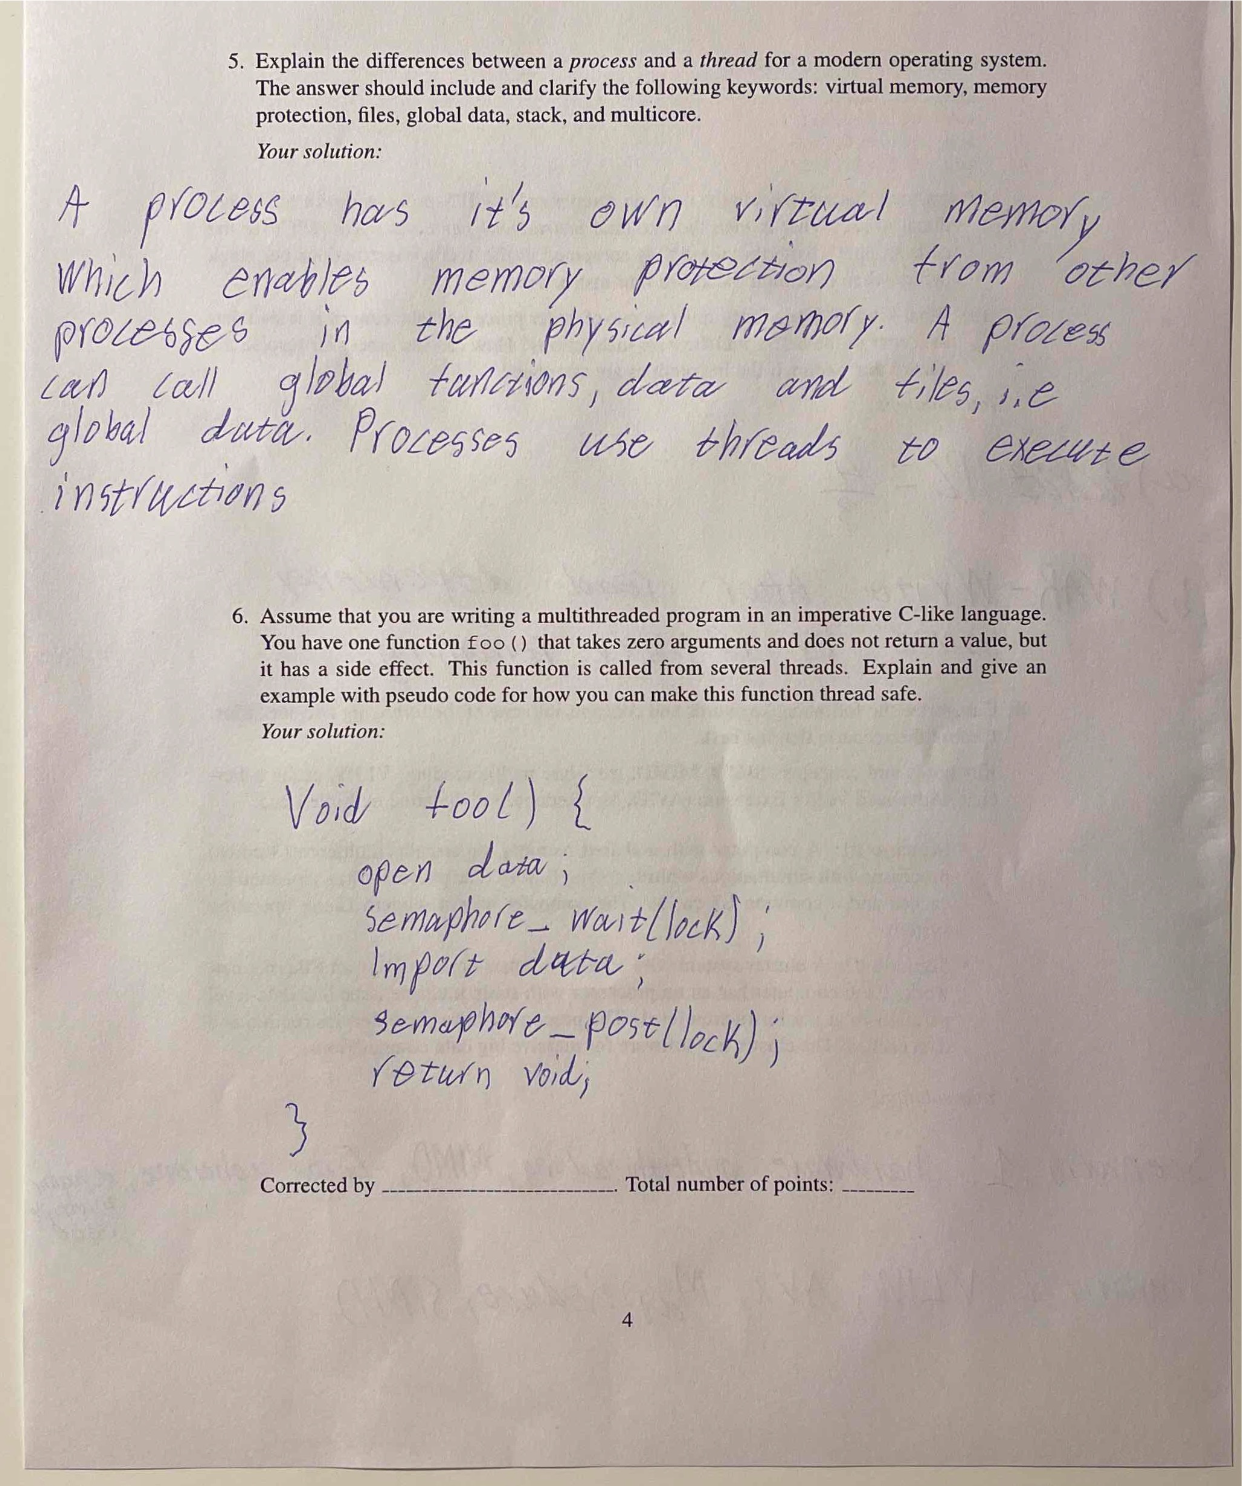 5. Explain the differences between a process and a thread for a modern operating system.
The answer should include and clarify the following keywords: virtual memory, memory
protection, files, global data, stack, and multicore.
Your solution:
A process has it's own virtual memory
which enables memory protection from other
processes in the physical memory. A process
can call global functions, data and files, i.e
global data. Processes use threads to execute
instructions
6. Assume that you are writing a multithreaded program in an imperative C-like language.
You have one function foo() that takes zero arguments and does not return a value, but
it has a side effect. This function is called from several threads. Explain and give an
example with pseudo code for how you can make this function thread safe.
Your solution:
Void foo() {
open data;
semaphore_wait(lock);
Import data;
semaphore_post(lock);
return void;
}
Corrected by ________________. Total number of points: ______
4